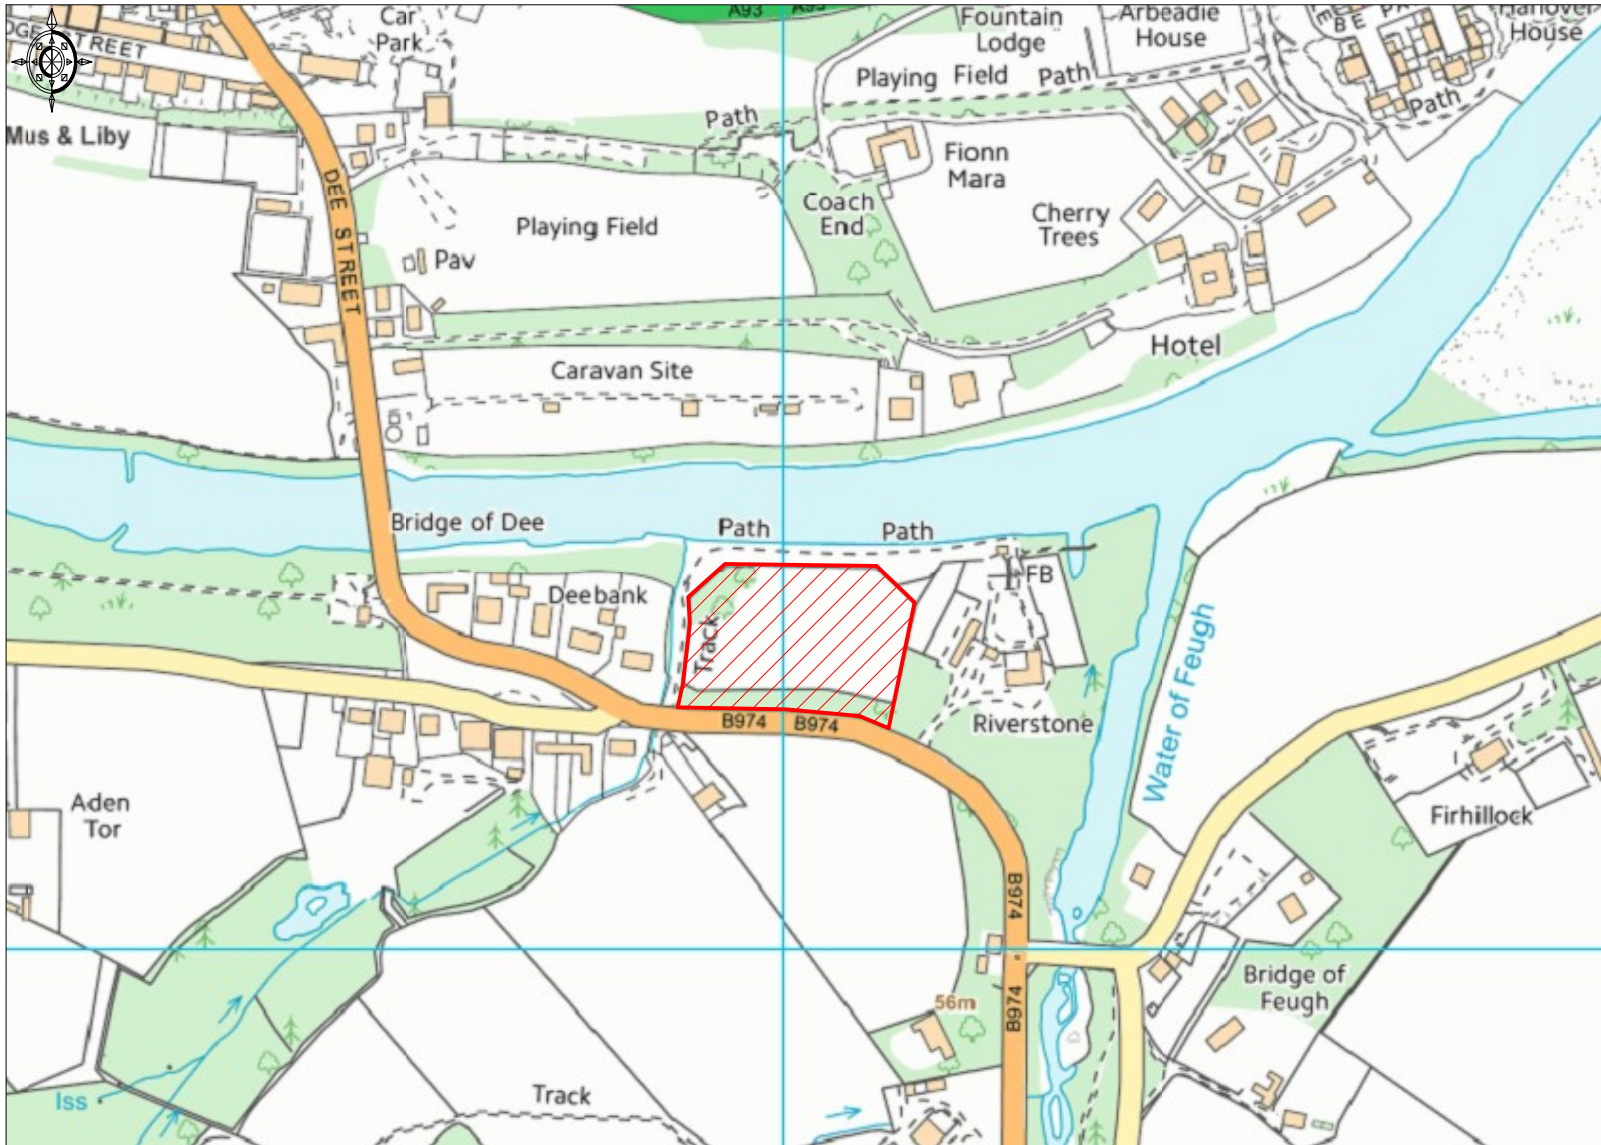 A93
Car
Park
Fountain
Lodge
Arbeadie
House
House
Playing Field Path
Path
Path
Mus & Liby
Fionn
Mara
DEE STREET
Playing Field
Coach
End
Cherry
Trees
Pav
Hotel
Caravan Site
Bridge of Dee
Path
Path
FB
Deebank
Track
Water of Feugh
B974
B974
Riverstone
Aden
Tor
Firhillock
B974
Bridge of
Feugh
56m
B974
Iss
Track